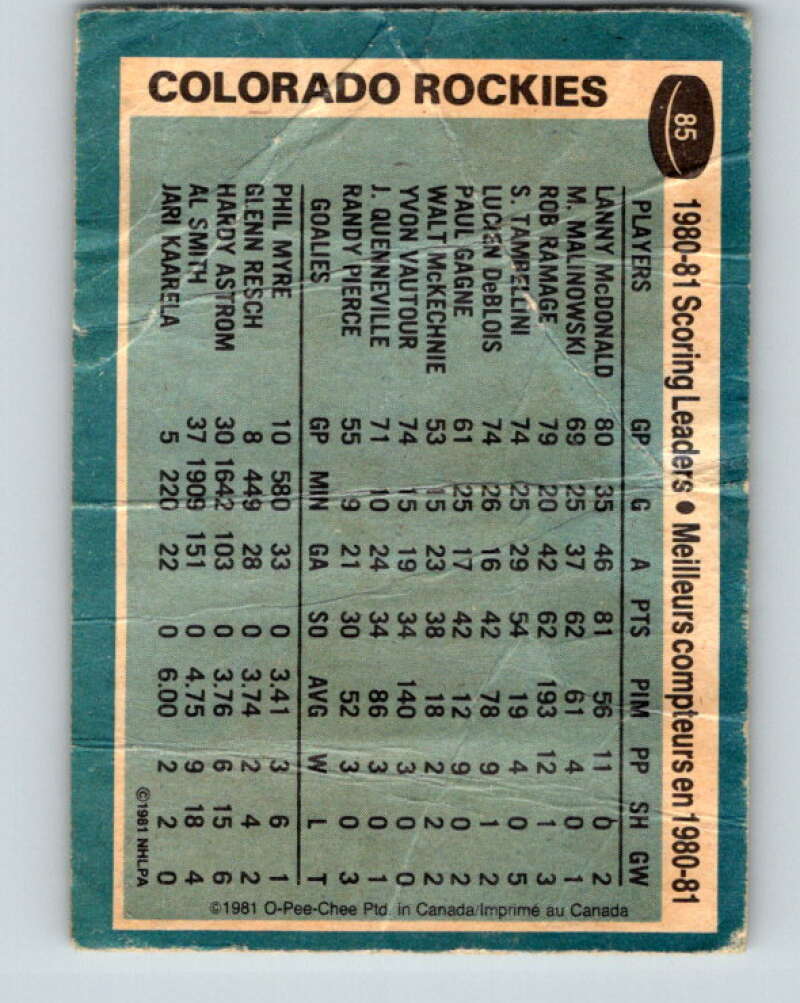 COLORADO ROCKIES
85
1980-81 Scoring Leaders • Meilleurs compteurs en 1980-81
PLAYERS GP G A PTS PIM PP SH GW
LANNY McDONALD 80 35 46 81 56 11 0 2
M. MALINOWSKI 69 25 37 62 61 4 0 1
ROB RAMAGE 79 20 42 62 193 12 1 3
S. TAMBELLINI 74 25 29 54 19 4 0 5
LUCIEN DeBLOIS 74 26 16 42 78 9 1 2
PAUL GAGNE 61 25 17 42 12 9 0 2
WALT McKECHNIE 53 15 23 38 18 2 2 2
YVON VAUTOUR 74 15 19 34 140 3 0 0
J. QUENNEVILLE 71 10 24 34 86 3 0 1
RANDY PIERCE 55 9 21 30 52 3 0 3
GOALIES GP MIN GA SO AVG W L T
PHIL MYRE 10 580 33 0 3.41 3 6 1
GLENN RESCH 8 449 28 0 3.74 2 4 2
HARDY ASTROM 30 1642 103 0 3.76 6 15 6
AL SMITH 37 1909 151 0 4.75 9 18 4
JARI KAARELA 5 220 22 0 6.00 2 2 0
©1981 NHLPA
©1981 O-Pee-Chee Ptd. in Canada/Imprimé au Canada